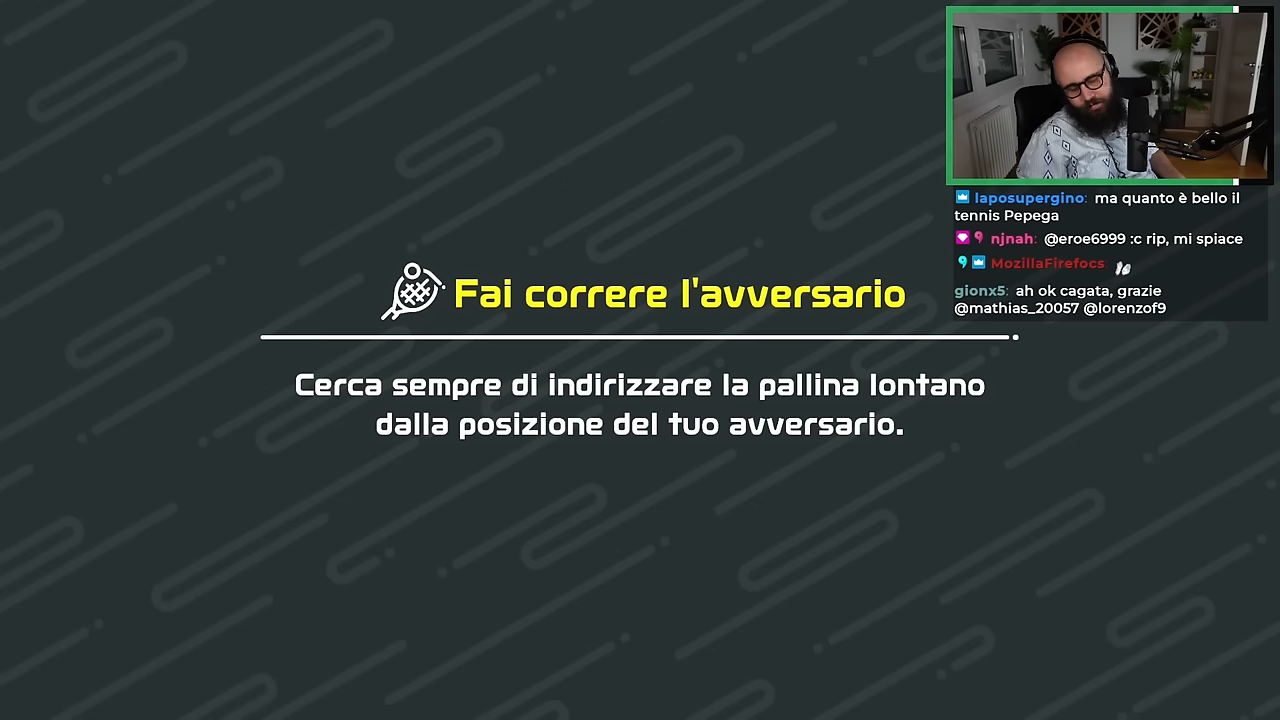 laposupergino: ma quanto è bello il
tennis Pepega
njnah: @eroe6999 :c rip, mi spiace
MozillaFirefocs:
gionx5: ah ok cagata, grazie
@mathias_20057 @lorenzof9
Fai correre l'avversario
Cerca sempre di indirizzare la pallina lontano
dalla posizione del tuo avversario.